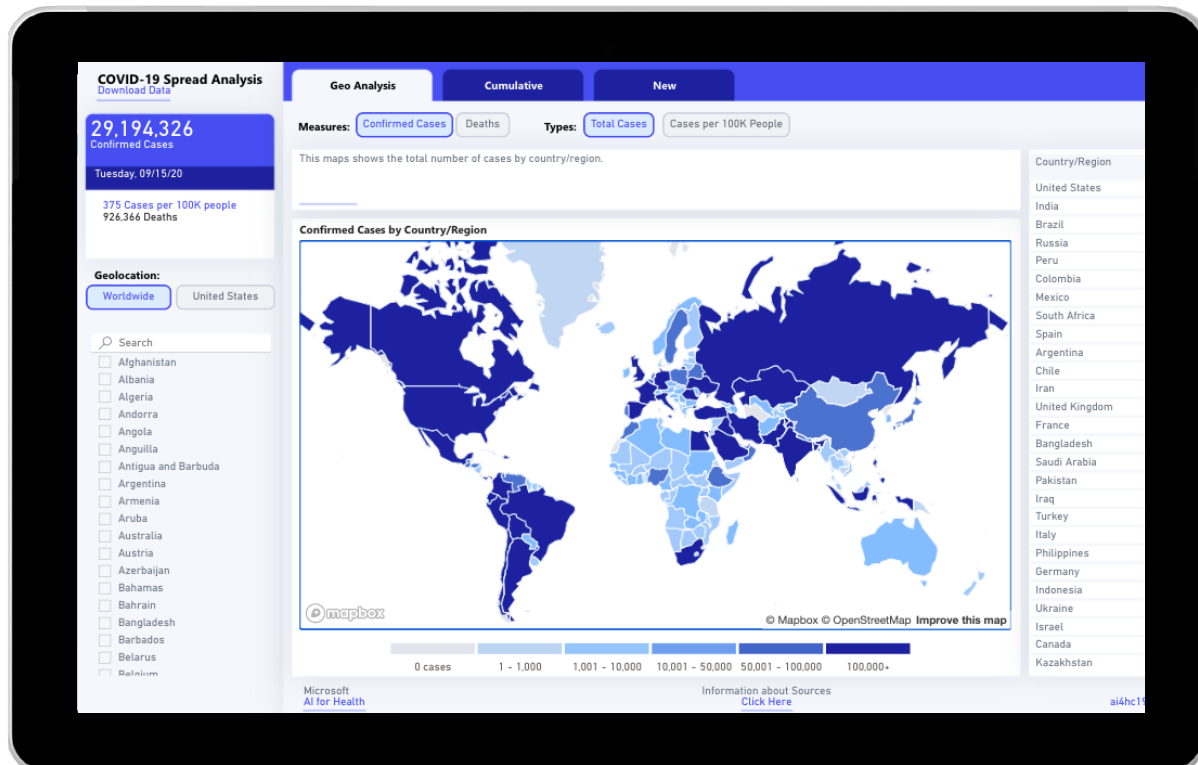 COVID-19 Spread Analysis
Download Data
29,194,326
Confirmed Cases
Tuesday, 09/15/20
375 Cases per 100K people
926,366 Deaths
Geolocation:
Worldwide
United States
Search
Afghanistan
Albania
Algeria
Andorra
Angola
Anguilla
Antigua and Barbuda
Argentina
Armenia
Aruba
Australia
Austria
Azerbaijan
Bahamas
Bahrain
Bangladesh
Barbados
Belarus
Belgium
Geo Analysis
Cumulative
New
Measures: Confirmed Cases Deaths Types: Total Cases Cases per 100K People
This maps shows the total number of cases by country/region.
Confirmed Cases by Country/Region
mapbox
© Mapbox © OpenStreetMap Improve this map
0 cases 1 - 1,000 1,001 - 10,000 10,001 - 50,000 50,001 - 100,000 100,000+
Country/Region
United States
India
Brazil
Russia
Peru
Colombia
Mexico
South Africa
Spain
Argentina
Chile
Iran
United Kingdom
France
Bangladesh
Saudi Arabia
Pakistan
Iraq
Turkey
Italy
Philippines
Germany
Indonesia
Ukraine
Israel
Canada
Kazakhstan
Microsoft
AI for Health
Information about Sources
Click Here